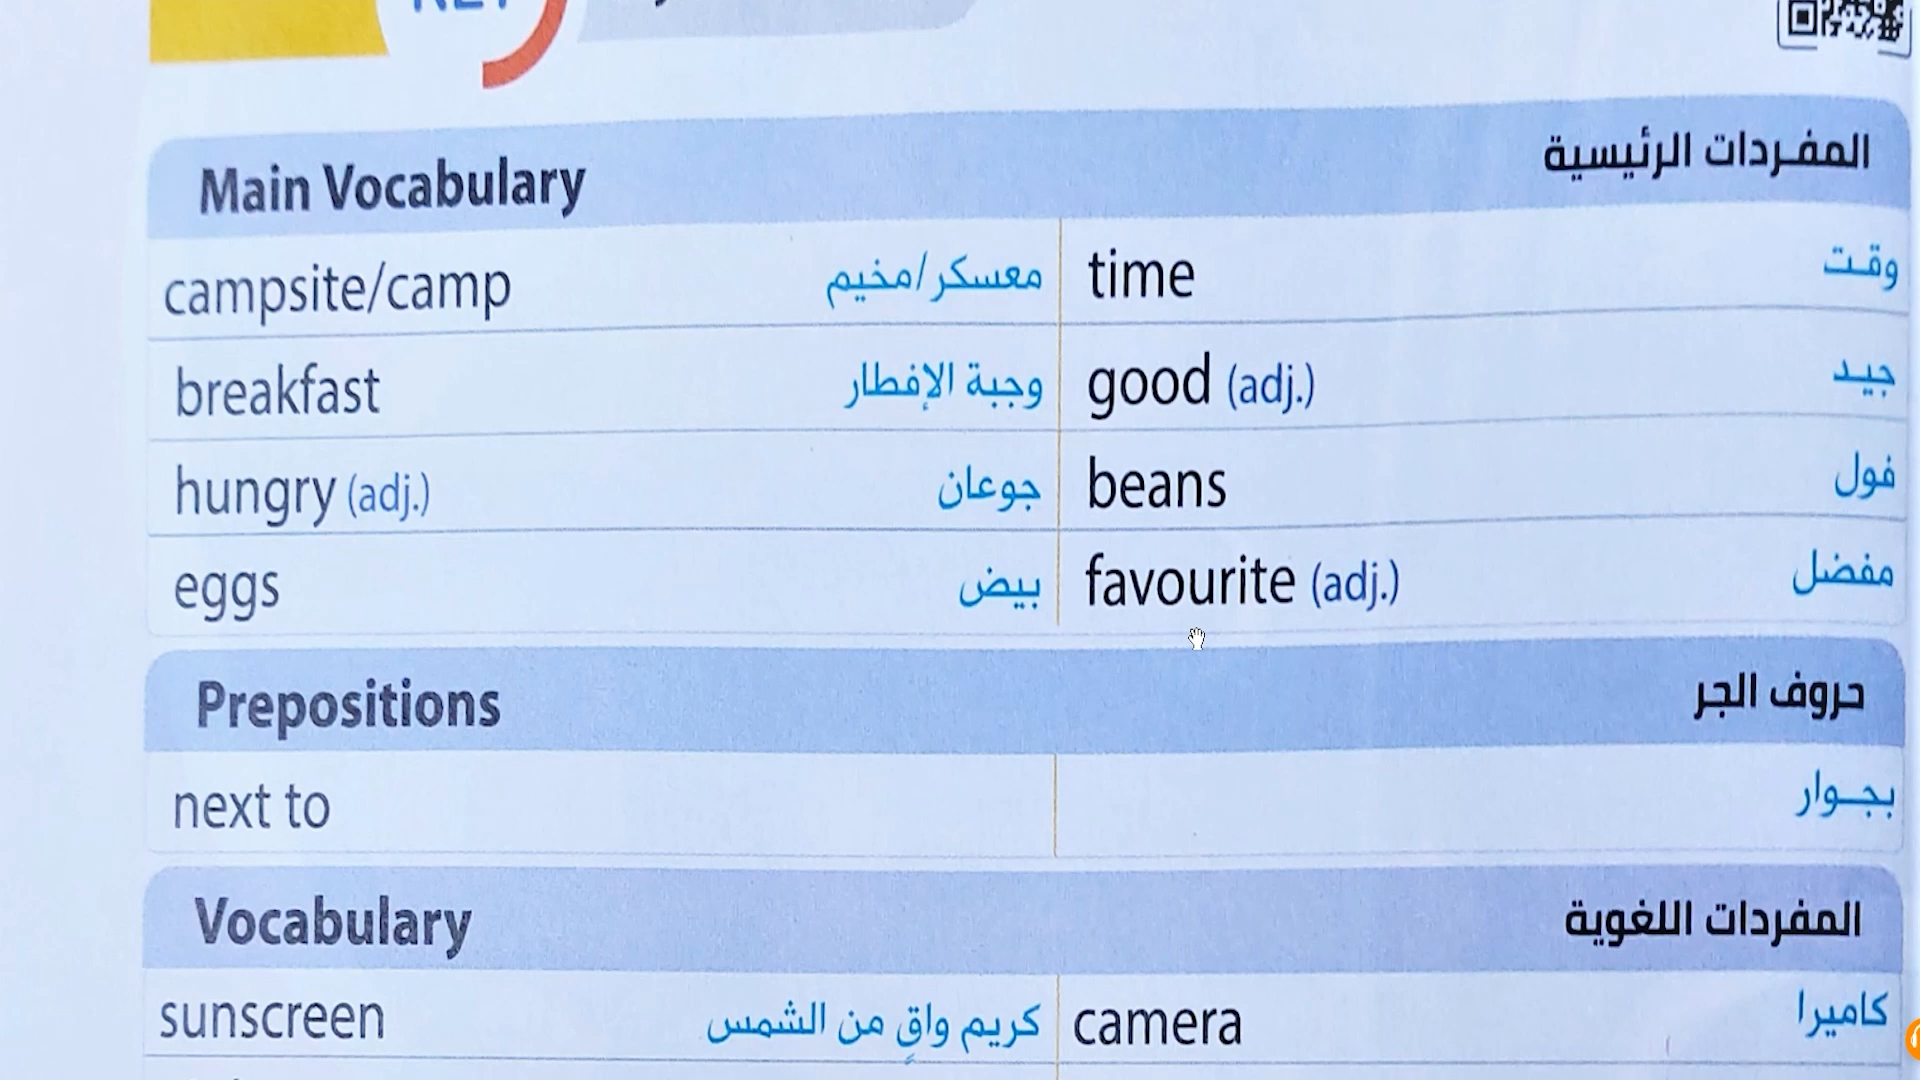 Main Vocabulary المفردات الرئيسية
campsite/camp معسكر/مخيم time وقت
breakfast وجبة الإفطار good (adj.) جيد
hungry (adj.) جوعان beans فول
eggs بيض favourite (adj.) مفضل
Prepositions حروف الجر
next to بجوار
Vocabulary المفردات اللغوية
sunscreen كريم واقٍ من الشمس camera كاميرا